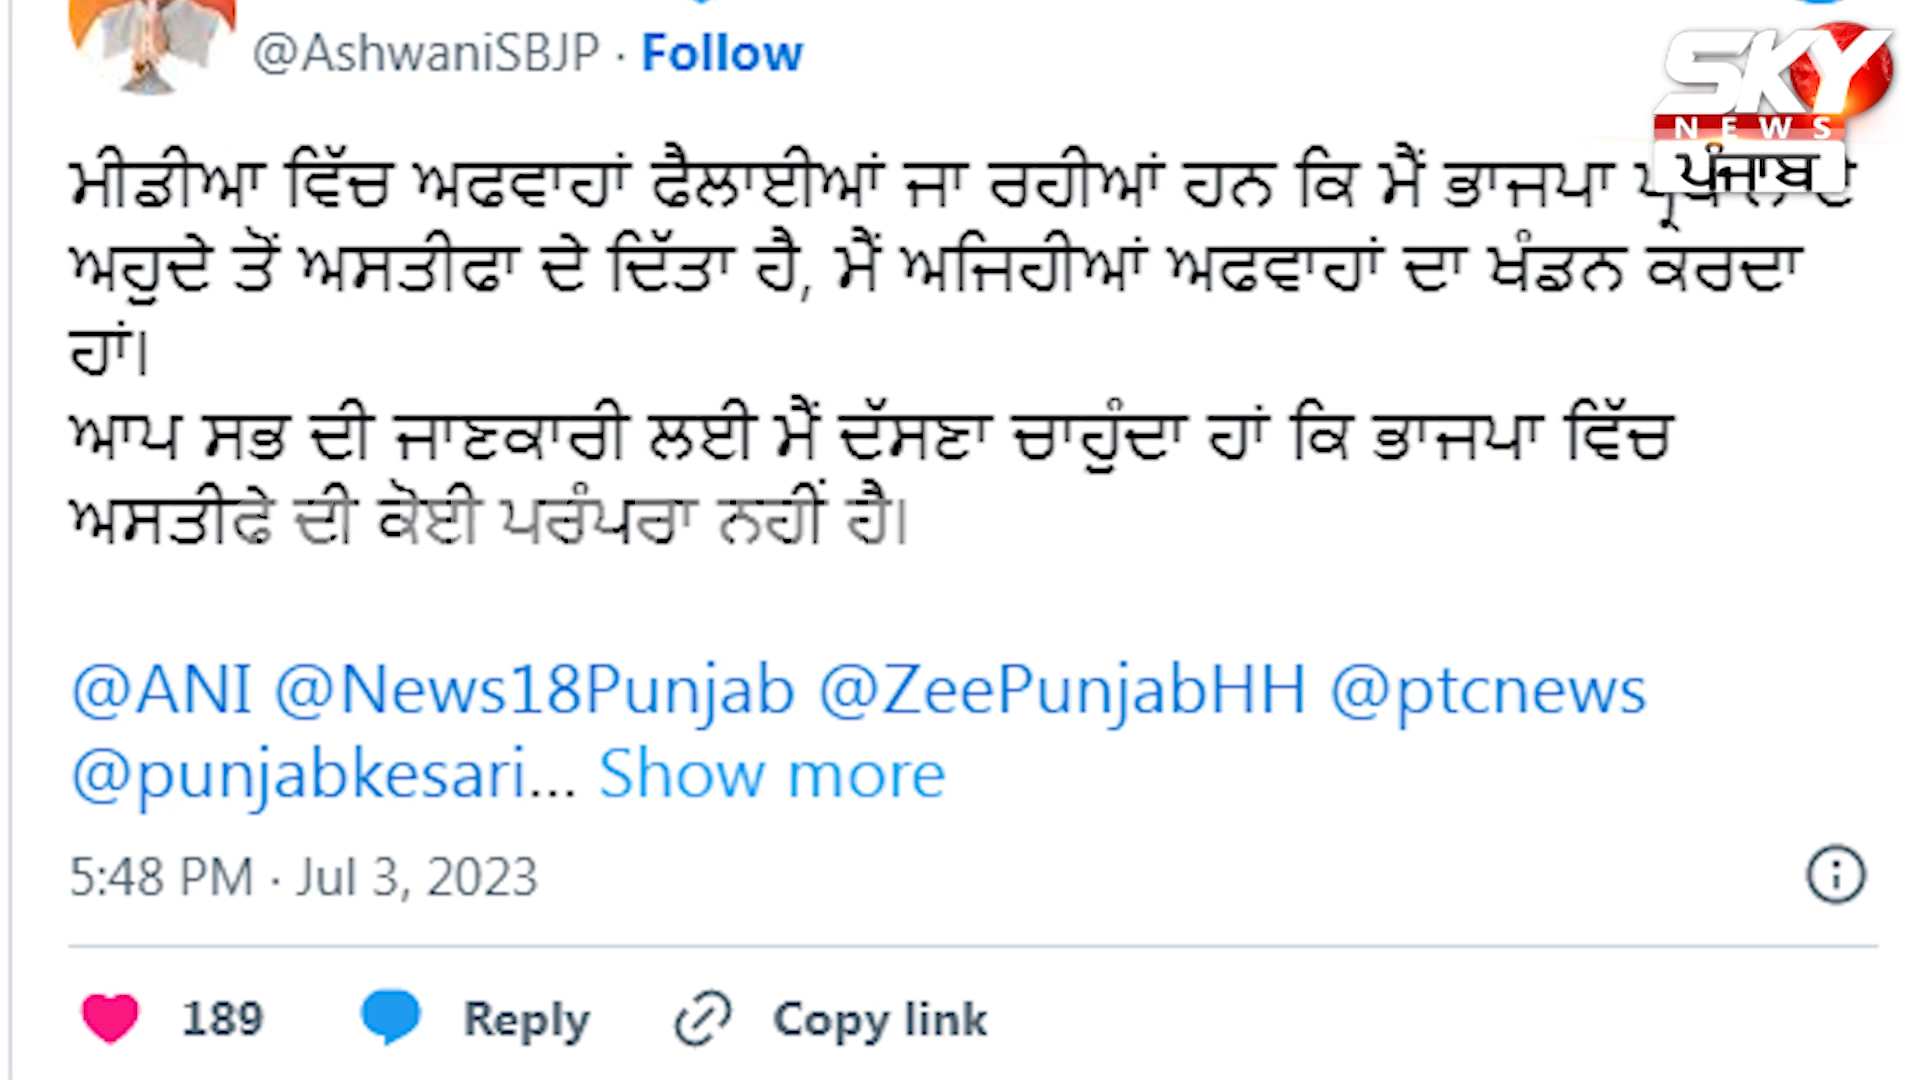 @AshwaniSBJP · Follow
SKY
NEWS
ਪੰਜਾਬ
ਮੀਡੀਆ ਵਿੱਚ ਅਫਵਾਹਾਂ ਫੈਲਾਈਆਂ ਜਾ ਰਹੀਆਂ ਹਨ ਕਿ ਮੈਂ ਭਾਜਪਾ
ਅਹੁਦੇ ਤੋਂ ਅਸਤੀਫਾ ਦੇ ਦਿੱਤਾ ਹੈ, ਮੈਂ ਅਜਿਹੀਆਂ ਅਫਵਾਹਾਂ ਦਾ ਖੰਡਨ ਕਰਦਾ
ਹਾਂ।
ਆਪ ਸਭ ਦੀ ਜਾਣਕਾਰੀ ਲਈ ਮੈਂ ਦੱਸਣਾ ਚਾਹੁੰਦਾ ਹਾਂ ਕਿ ਭਾਜਪਾ ਵਿੱਚ
ਅਸਤੀਫੇ ਦੀ ਕੋਈ ਪਰੰਪਰਾ ਨਹੀਂ ਹੈ।
@ANI @News18Punjab @ZeePunjabHH @ptcnews
@punjabkesari... Show more
5:48 PM · Jul 3, 2023
189 Reply Copy link